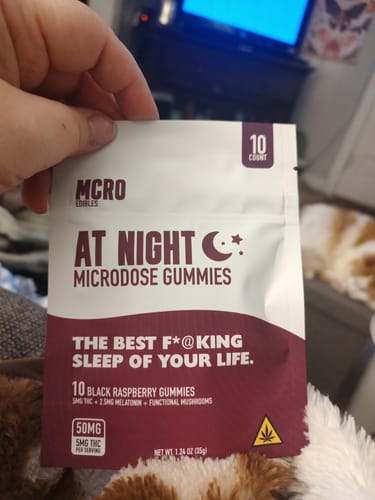 10
COUNT
MCRO
EDIBLES
AT NIGHT
MICRODOSE GUMMIES
THE BEST F*@KING
SLEEP OF YOUR LIFE.
10 BLACK RASPBERRY GUMMIES
5MG THC + 2.5MG MELATONIN + FUNCTIONAL MUSHROOMS
50MG
5MG THC
PER SERVING
NET WT. 1.24 OZ (35g)